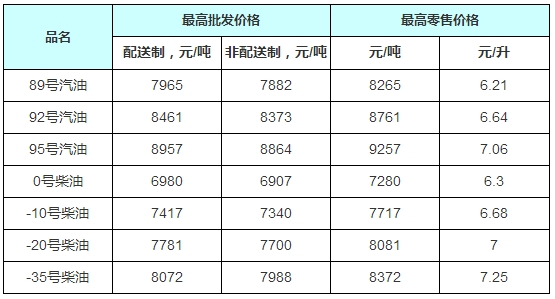 品名 最高批发价格 最高零售价格
配送制，元/吨 非配送制，元/吨 元/吨 元/升
89号汽油 7965 7882 8265 6.21
92号汽油 8461 8373 8761 6.64
95号汽油 8957 8864 9257 7.06
0号柴油 6980 6907 7280 6.3
-10号柴油 7417 7340 7717 6.68
-20号柴油 7781 7700 8081 7
-35号柴油 8072 7988 8372 7.25